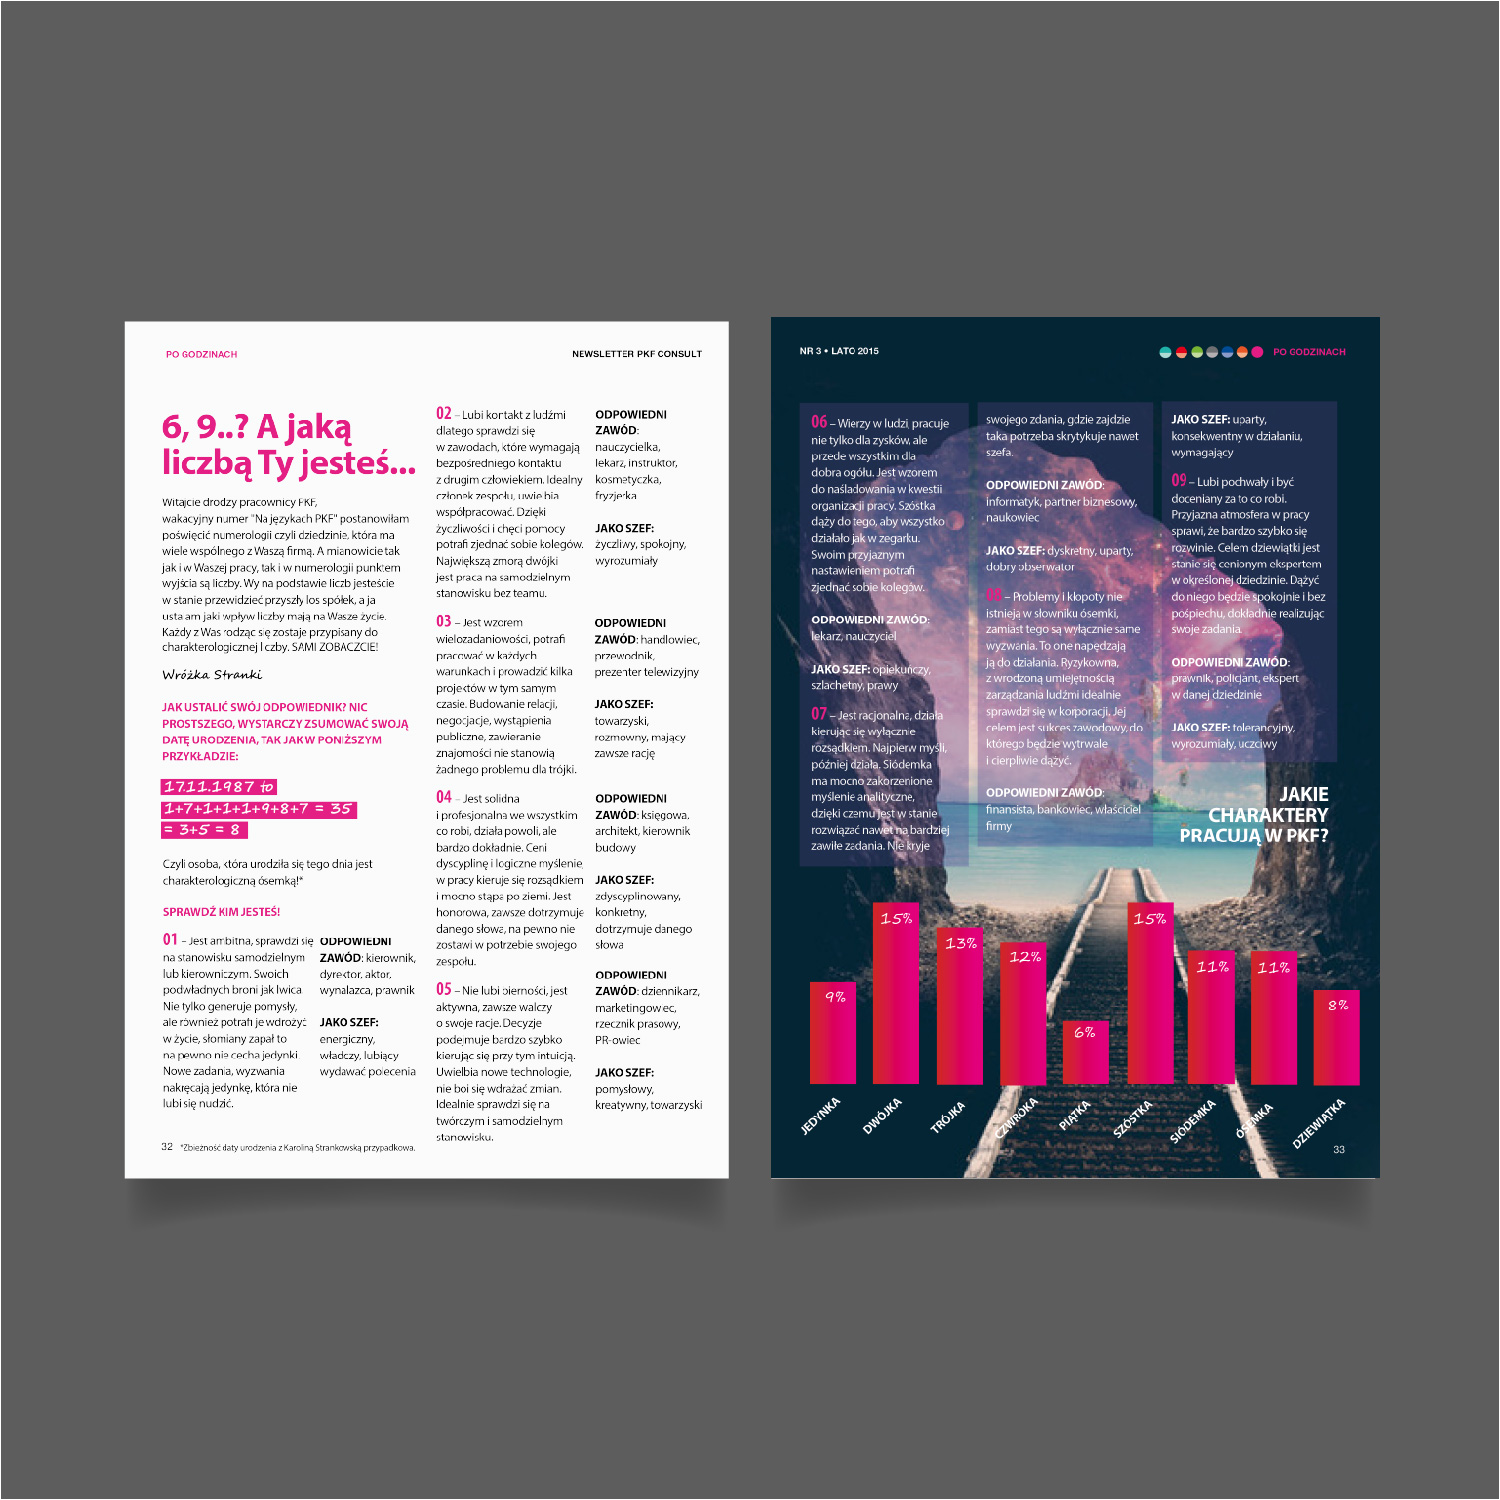 PO GODZINACH
NEWSLETTER PKF CONSULT
6, 9..? A jaką
liczbą Ty jesteś...
Witajcie drodzy pracownicy PKF,
wakacyjny numer "Na językach PKF" postanowiłam
poświęcić numerologii czyli dziedzinie, która ma
wiele wspólnego z Waszą firmą. A mianowicie tak
jak i w Waszej pracy, tak i w numerologii punktem
wyjścia są liczby. Wy na podstawie liczb jesteście
w stanie przewidzieć przyszły los spółek, a ja
ustalam jaki wpływ liczby mają na Wasze życie.
Każdy z Was rodząc się zostaje przypisany do
charakterologicznej liczby. SAMI ZOBACZCIE!
Wróżka Stranki
JAK USTALIĆ SWÓJ ODPOWIEDNIK? NIC
PROSTSZEGO, WYSTARCZY ZSUMOWAĆ SWOJĄ
DATĘ URODZENIA, TAK JAK W PONIŻSZYM
PRZYKŁADZIE:
17.11.1987 to
1+7+1+1+1+9+8+7 = 35
= 3+5 = 8
Czyli osoba, która urodziła się tego dnia jest
charakterologiczną ósemką!*
SPRAWDŹ KIM JESTEŚ!
01 – Jest ambitna, sprawdzi się
na stanowisku samodzielnym
lub kierowniczym. Swoich
podwładnych broni jak lwica.
Nie tylko generuje pomysły,
ale również potrafi je wdrożyć
w życie, słomiany zapał to
na pewno nie cecha jedynki.
Nowe zadania, wyzwania
nakręcają jedynkę, która nie
lubi się nudzić.
ODPOWIEDNI
ZAWÓD: kierownik,
dyrektor, aktor,
wynalazca, prawnik
JAKO SZEF:
energiczny,
władczy, lubiący
wydawać polecenia
02 – Lubi kontakt z ludźmi
dlatego sprawdzi się
w zawodach, które wymagają
bezpośredniego kontaktu
z drugim człowiekiem. Idealny
członek zespołu, uwielbia
współpracować. Dzięki
życzliwości i chęci pomocy
potrafi zjednać sobie kolegów.
Największą zmorą dwójki
jest praca na samodzielnym
stanowisku bez teamu.
ODPOWIEDNI
ZAWÓD:
nauczycielka,
lekarz, instruktor,
kosmetyczka,
fryzjerka
JAKO SZEF:
życzliwy, spokojny,
wyrozumiały
03 – Jest wzorem
wielozadaniowości, potrafi
pracować w każdych
warunkach i prowadzić kilka
projektów w tym samym
czasie. Budowanie relacji,
negocjacje, wystąpienia
publiczne, zawieranie
znajomości nie stanowią
żadnego problemu dla trójki.
ODPOWIEDNI
ZAWÓD: handlowiec,
przewodnik,
prezenter telewizyjny
JAKO SZEF:
towarzyski,
rozmowny, mający
zawsze rację
04 – Jest solidna
i profesjonalna we wszystkim
co robi, działa powoli, ale
bardzo dokładnie. Ceni
dyscyplinę i logiczne myślenie,
w pracy kieruje się rozsądkiem
i mocno stąpa po ziemi. Jest
honorowa, zawsze dotrzymuje
danego słowa, na pewno nie
zostawi w potrzebie swojego
zespołu.
ODPOWIEDNI
ZAWÓD: księgowa,
architekt, kierownik
budowy
JAKO SZEF:
zdyscyplinowany,
konkretny,
dotrzymuje danego
słowa
05 – Nie lubi bierności, jest
aktywna, zawsze walczy
o swoje racje. Decyzje
podejmuje bardzo szybko
kierując się przy tym intuicją.
Uwielbia nowe technologie,
nie boi się wdrażać zmian.
Idealnie sprawdzi się na
twórczym i samodzielnym
stanowisku.
ODPOWIEDNI
ZAWÓD: dziennikarz,
marketingowiec,
rzecznik prasowy,
PR-owiec
JAKO SZEF:
pomysłowy,
kreatywny, towarzyski
32 *Zbieżność daty urodzenia z Karoliną Strankowską przypadkowa.
NR 3 • LATO 2015
PO GODZINACH
06 – Wierzy w ludzi, pracuje
nie tylko dla zysków, ale
przede wszystkim dla
dobra ogółu. Jest wzorem
do naśladowania w kwestii
organizacji pracy. Szóstka
dąży do tego, aby wszystko
działało jak w zegarku.
Swoim przyjaznym
nastawieniem potrafi
zjednać sobie kolegów.
ODPOWIEDNI ZAWÓD:
lekarz, nauczyciel
JAKO SZEF: opiekuńczy,
szlachetny, prawy
07 – Jest racjonalna, działa
kierując się wyłącznie
rozsądkiem. Najpierw myśli,
później działa. Siódemka
ma mocno zakorzenione
myślenie analityczne,
dzięki czemu jest w stanie
rozwiązać nawet na bardziej
zawiłe zadania. Nie kryje
swojego zdania, gdzie zajdzie
taka potrzeba skrytykuje nawet
szefa.
ODPOWIEDNI ZAWÓD:
informatyk, partner biznesowy,
naukowiec
JAKO SZEF: dyskretny, uparty,
dobry obserwator
08 – Problemy i kłopoty nie
istnieją w słowniku ósemki,
zamiast tego są wyłącznie same
wyzwania. To one napędzają
ją do działania. Ryzykowna,
z wrodzoną umiejętnością
zarządzania ludźmi idealnie
sprawdzi się w korporacji. Jej
celem jest sukces zawodowy, do
którego będzie wytrwale
i cierpliwie dążyć.
ODPOWIEDNI ZAWÓD:
finansista, bankowiec, właściciel
firmy
JAKO SZEF: uparty,
konsekwentny w działaniu,
wymagający
09 – Lubi pochwały i być
doceniany za to co robi.
Przyjazna atmosfera w pracy
sprawi, że bardzo szybko się
rozwinie. Celem dziewiątki jest
stanie się cenionym ekspertem
w określonej dziedzinie. Dążyć
do niego będzie spokojnie i bez
pośpiechu, dokładnie realizując
swoje zadania.
ODPOWIEDNI ZAWÓD:
prawnik, policjant, ekspert
w danej dziedzinie
JAKO SZEF: tolerancyjny,
wyrozumiały, uczciwy
JAKIE
CHARAKTERY
PRACUJĄ W PKF?
9% 15% 13% 12% 6% 15% 11% 11% 8%
JEDYNKA DWÓJKA TRÓJKA CZWRÓKA PIĄTKA SZÓSTKA SIÓDEMKA ÓSEMKA DZIEWIĄTKA
33